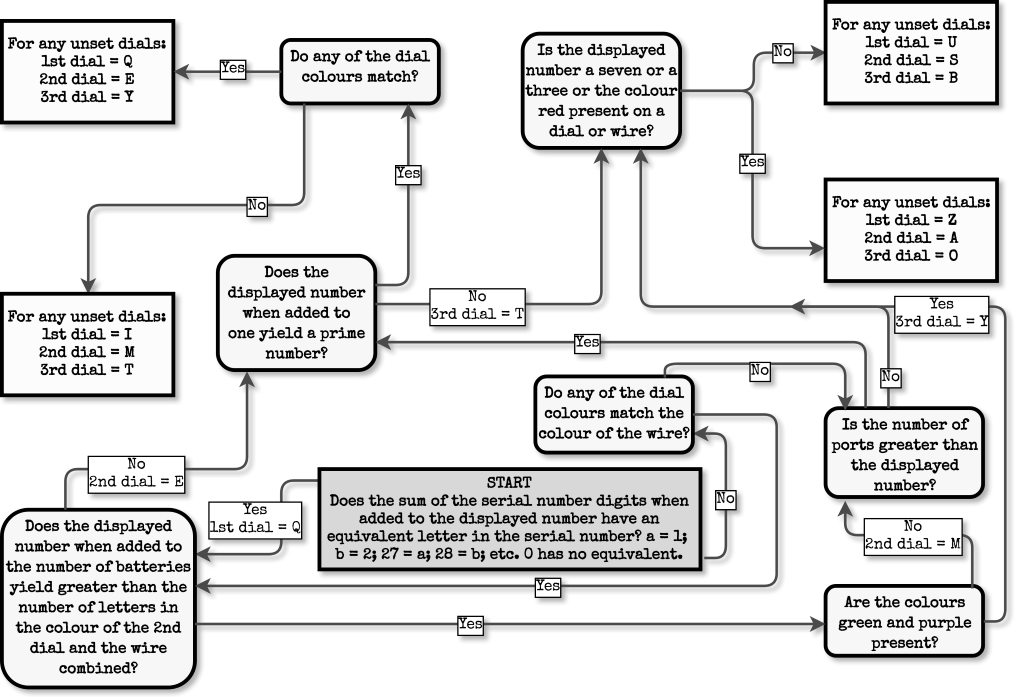 For any unset dials:
1st dial = Q
2nd dial = E
3rd dial = Y
Yes
Do any of the dial
colours match?
Is the displayed
number a seven or a
three or the colour
red present on a
dial or wire?
No
For any unset dials:
1st dial = U
2nd dial = S
3rd dial = B
Yes
Yes
No
For any unset dials:
1st dial = Z
2nd dial = A
3rd dial = O
Does the
displayed number
when added to
one yield a prime
number?
No
3rd dial = T
Yes
3rd dial = Y
For any unset dials:
1st dial = I
2nd dial = M
3rd dial = T
Yes
No
No
Do any of the dial
colours match the
colour of the wire?
Is the number of
ports greater than
the displayed
number?
No
2nd dial = E
START
Does the sum of the serial number digits when
added to the displayed number have an
equivalent letter in the serial number? a = 1;
b = 2; 27 = a; 28 = b; etc. 0 has no equivalent.
No
Yes
1st dial = Q
Does the displayed
number when added to
the number of batteries
yield greater than the
number of letters in
the colour of the 2nd
dial and the wire
combined?
No
2nd dial = M
Yes
Yes
Are the colours
green and purple
present?